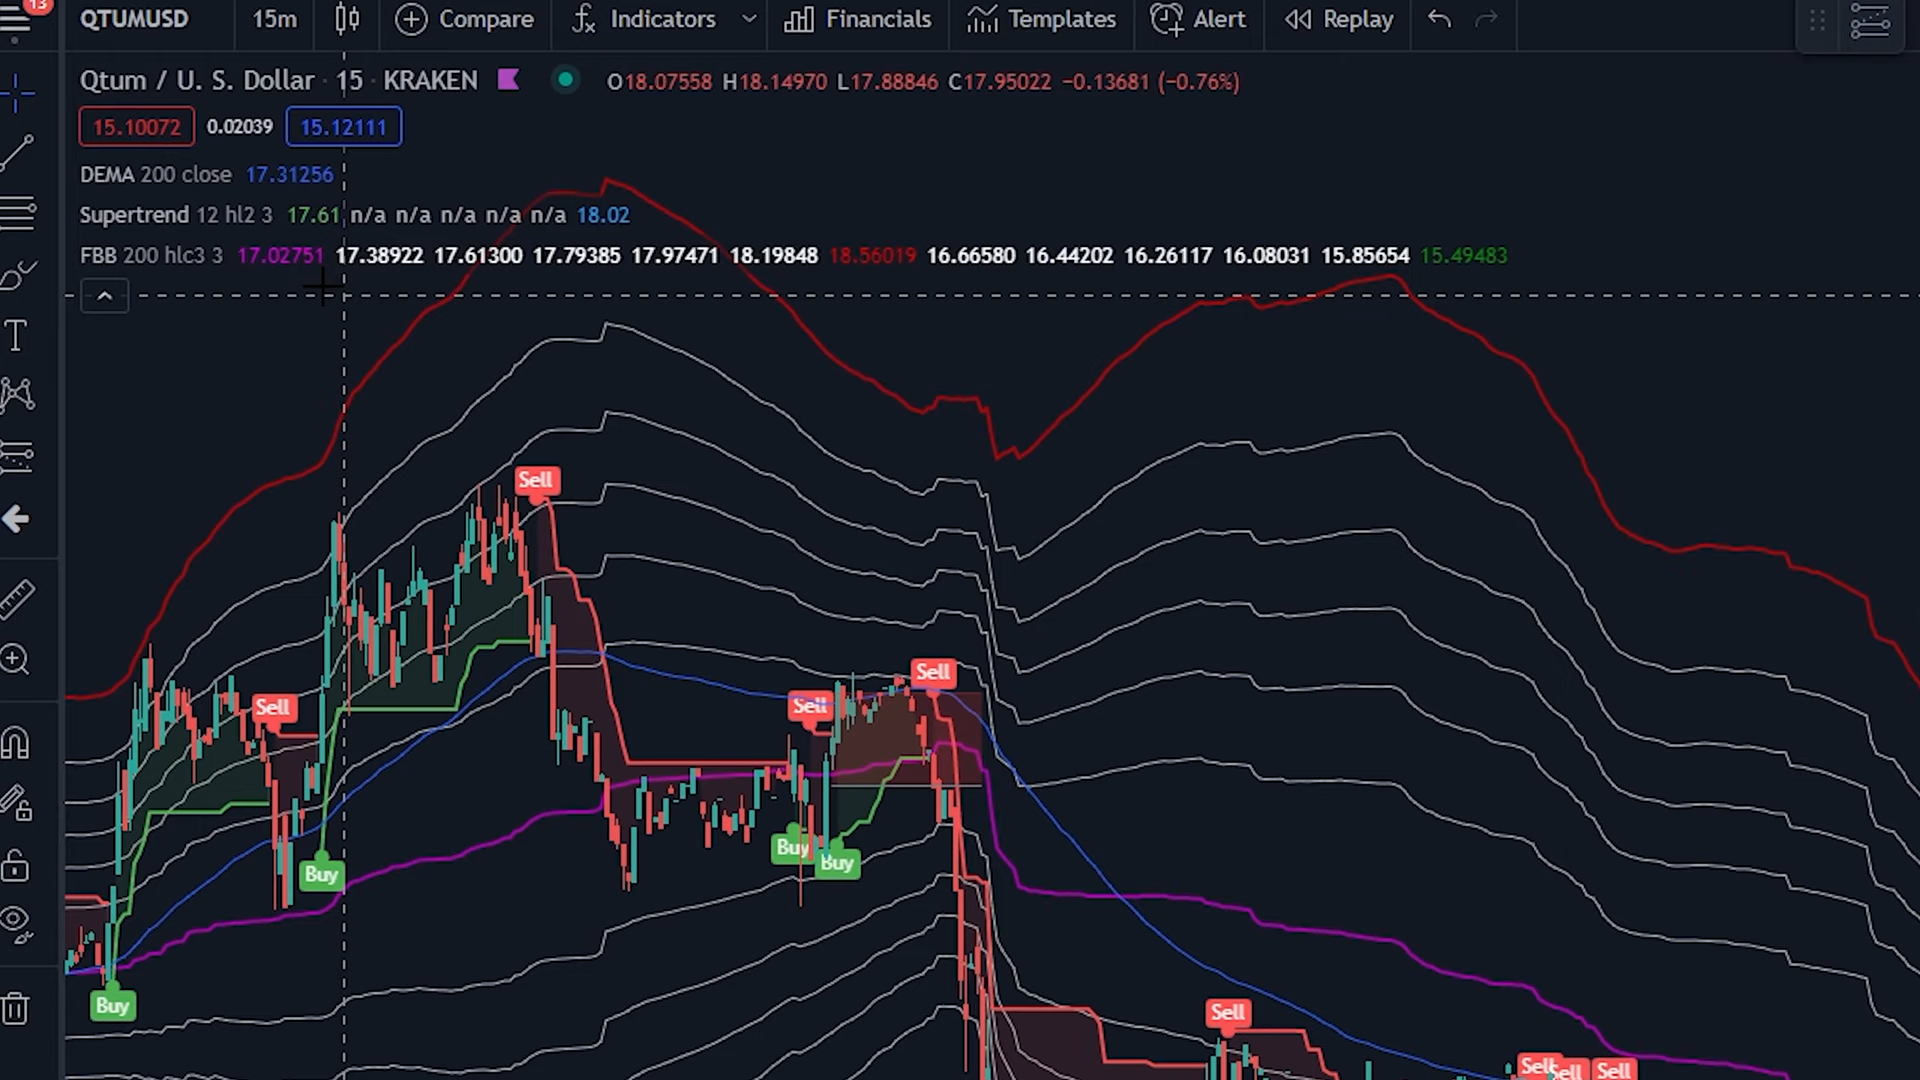 13
QTUMUSD 15m Compare Indicators Financials Templates Alert Replay
Qtum / U. S. Dollar · 15 · KRAKEN O18.07558 H18.14970 L17.88846 C17.95022 −0.13681 (−0.76%)
15.10072 0.02039 15.12111
DEMA 200 close 17.31256
Supertrend 12 hl2 3 17.61 n/a n/a n/a n/a n/a 18.02
FBB 200 hlc3 3 17.02751 17.38922 17.61300 17.79385 17.97471 18.19848 18.56019 16.66580 16.44202 16.26117 16.08031 15.85654 15.49483
Sell
Sell
Sell
Sell
Buy
Buy
Buy
Buy
Sell
Sell
Sell
Sell